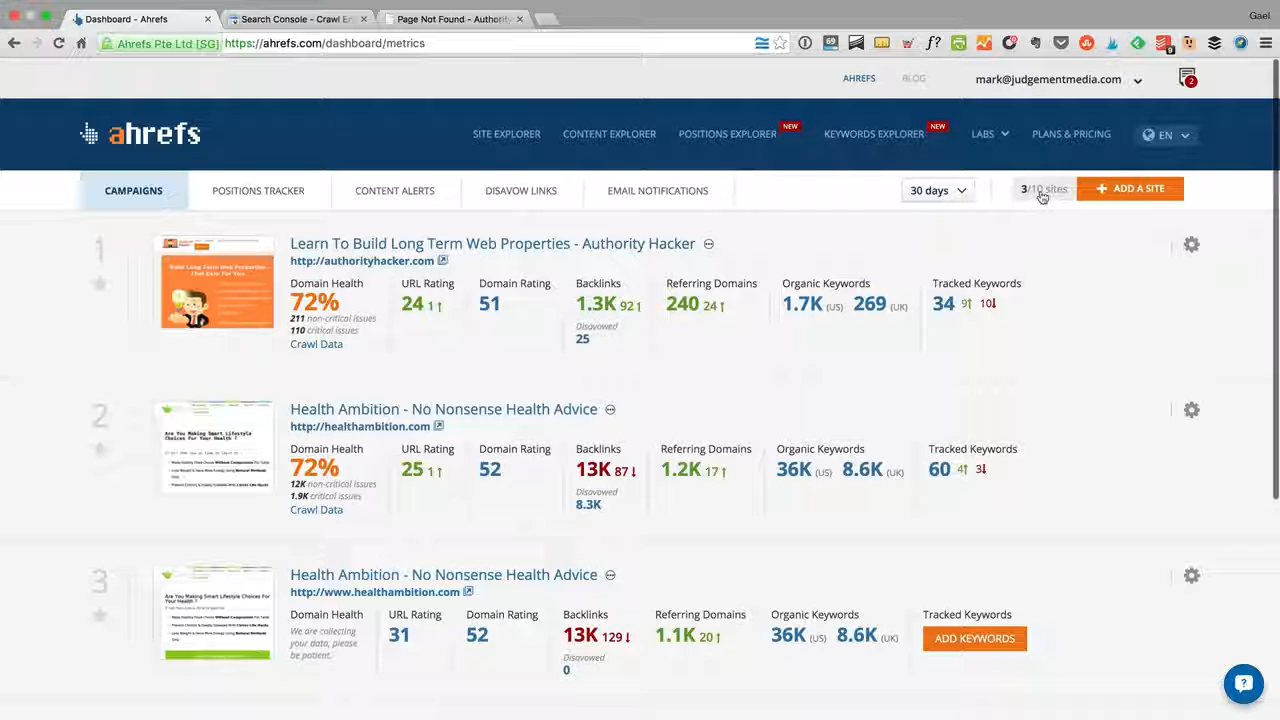 Dashboard - Ahrefs
Search Console - Crawl Er
Page Not Found - Authority
Gael
Ahrefs Pte Ltd [SG] https://ahrefs.com/dashboard/metrics
AHREFS BLOG mark@judgementmedia.com 2
ahrefs
SITE EXPLORER CONTENT EXPLORER POSITIONS EXPLORER NEW KEYWORDS EXPLORER NEW LABS PLANS & PRICING EN
CAMPAIGNS POSITIONS TRACKER CONTENT ALERTS DISAVOW LINKS EMAIL NOTIFICATIONS 30 days 3/10 sites + ADD A SITE
1
Learn To Build Long Term Web Properties - Authority Hacker
http://authorityhacker.com
Domain Health URL Rating Domain Rating Backlinks Referring Domains Organic Keywords Tracked Keywords
72% 24 1↑ 51 1.3K 92↑ 240 24↑ 1.7K (US) 269 (UK) 34 9↑ 10↓
211 non-critical issues
110 critical issues
Disavowed
25
Crawl Data
2
Health Ambition - No Nonsense Health Advice
http://healthambition.com
Domain Health URL Rating Domain Rating Backlinks Referring Domains Organic Keywords Tracked Keywords
72% 25 1↑ 52 13K 1.2K 17↑ 36K (US) 8.6K 60
12K non-critical issues
1.9K critical issues
Disavowed
8.3K
Crawl Data
3
Health Ambition - No Nonsense Health Advice
http://www.healthambition.com
Domain Health URL Rating Domain Rating Backlinks Referring Domains Organic Keywords Tracked Keywords
We are collecting
your data, please
be patient.
31 52 13K 129↓ 1.1K 20↑ 36K (US) 8.6K (UK) ADD KEYWORDS
Disavowed
0